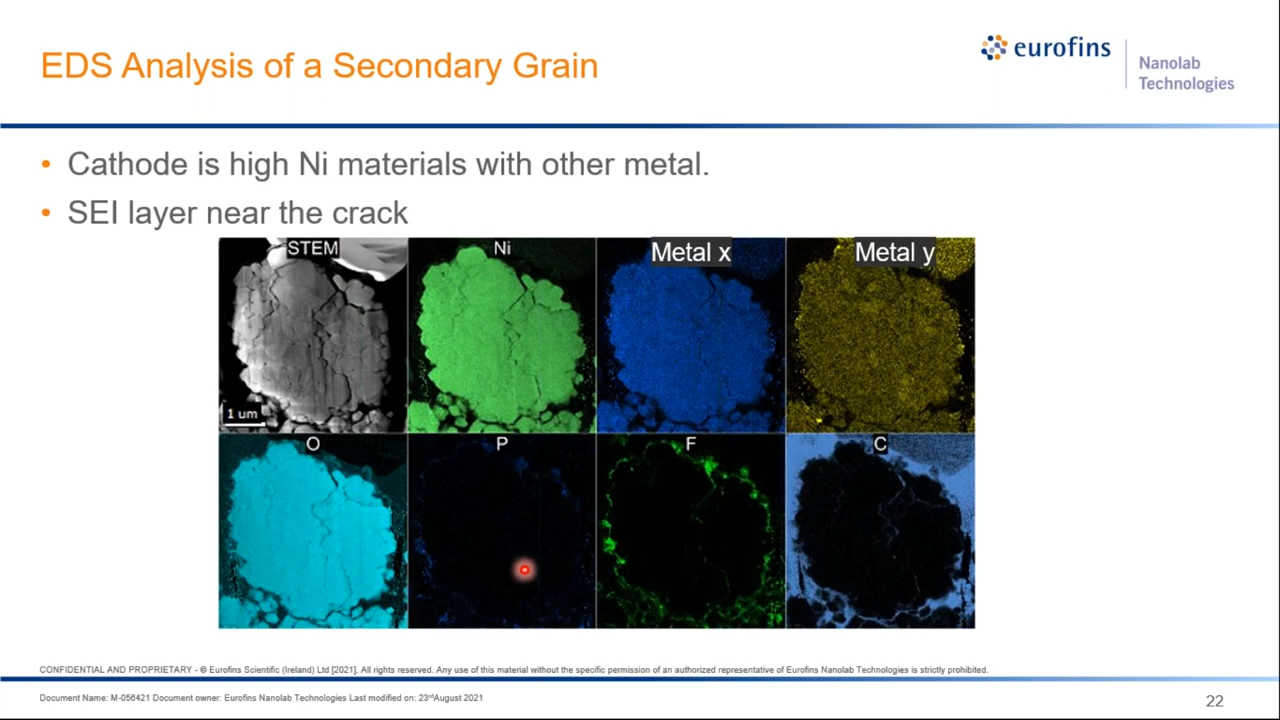 EDS Analysis of a Secondary Grain
eurofins
Nanolab
Technologies
• Cathode is high Ni materials with other metal.
• SEI layer near the crack
STEM Ni Metal x Metal y
1 um
O P F C
CONFIDENTIAL AND PROPRIETARY - © Eurofins Scientific (Ireland) Ltd [2021]. All rights reserved. Any use of this material without the specific permission of an authorized representative of Eurofins Nanolab Technologies is strictly prohibited.
Document Name: M-056421 Document owner: Eurofins Nanolab Technologies Last modified on: 23rdAugust 2021
22